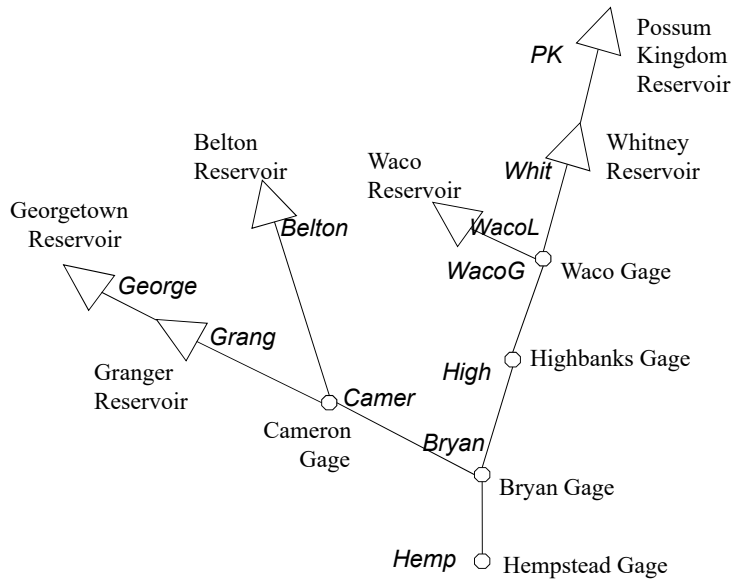 Possum
Kingdom
Reservoir
PK
Belton
Reservoir
Waco
Reservoir
Whit
Whitney
Reservoir
Georgetown
Reservoir
Belton
WacoL
WacoG
Waco Gage
George
Grang
Granger
Reservoir
High
Highbanks Gage
Camer
Cameron
Gage
Bryan
Bryan Gage
Hemp
Hempstead Gage